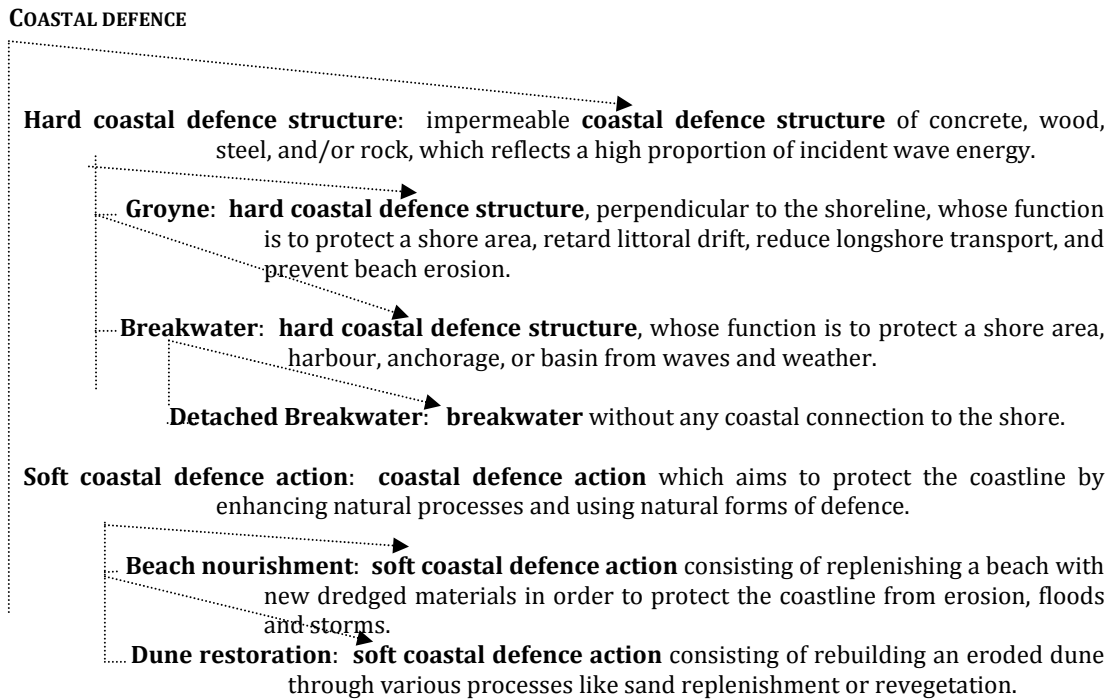 COASTAL DEFENCE
Hard coastal defence structure: impermeable coastal defence structure of concrete, wood,
steel, and/or rock, which reflects a high proportion of incident wave energy.
Groyne: hard coastal defence structure, perpendicular to the shoreline, whose function
is to protect a shore area, retard littoral drift, reduce longshore transport, and
prevent beach erosion.
Breakwater: hard coastal defence structure, whose function is to protect a shore area,
harbour, anchorage, or basin from waves and weather.
Detached Breakwater: breakwater without any coastal connection to the shore.
Soft coastal defence action: coastal defence action which aims to protect the coastline by
enhancing natural processes and using natural forms of defence.
Beach nourishment: soft coastal defence action consisting of replenishing a beach with
new dredged materials in order to protect the coastline from erosion, floods
and storms.
Dune restoration: soft coastal defence action consisting of rebuilding an eroded dune
through various processes like sand replenishment or revegetation.